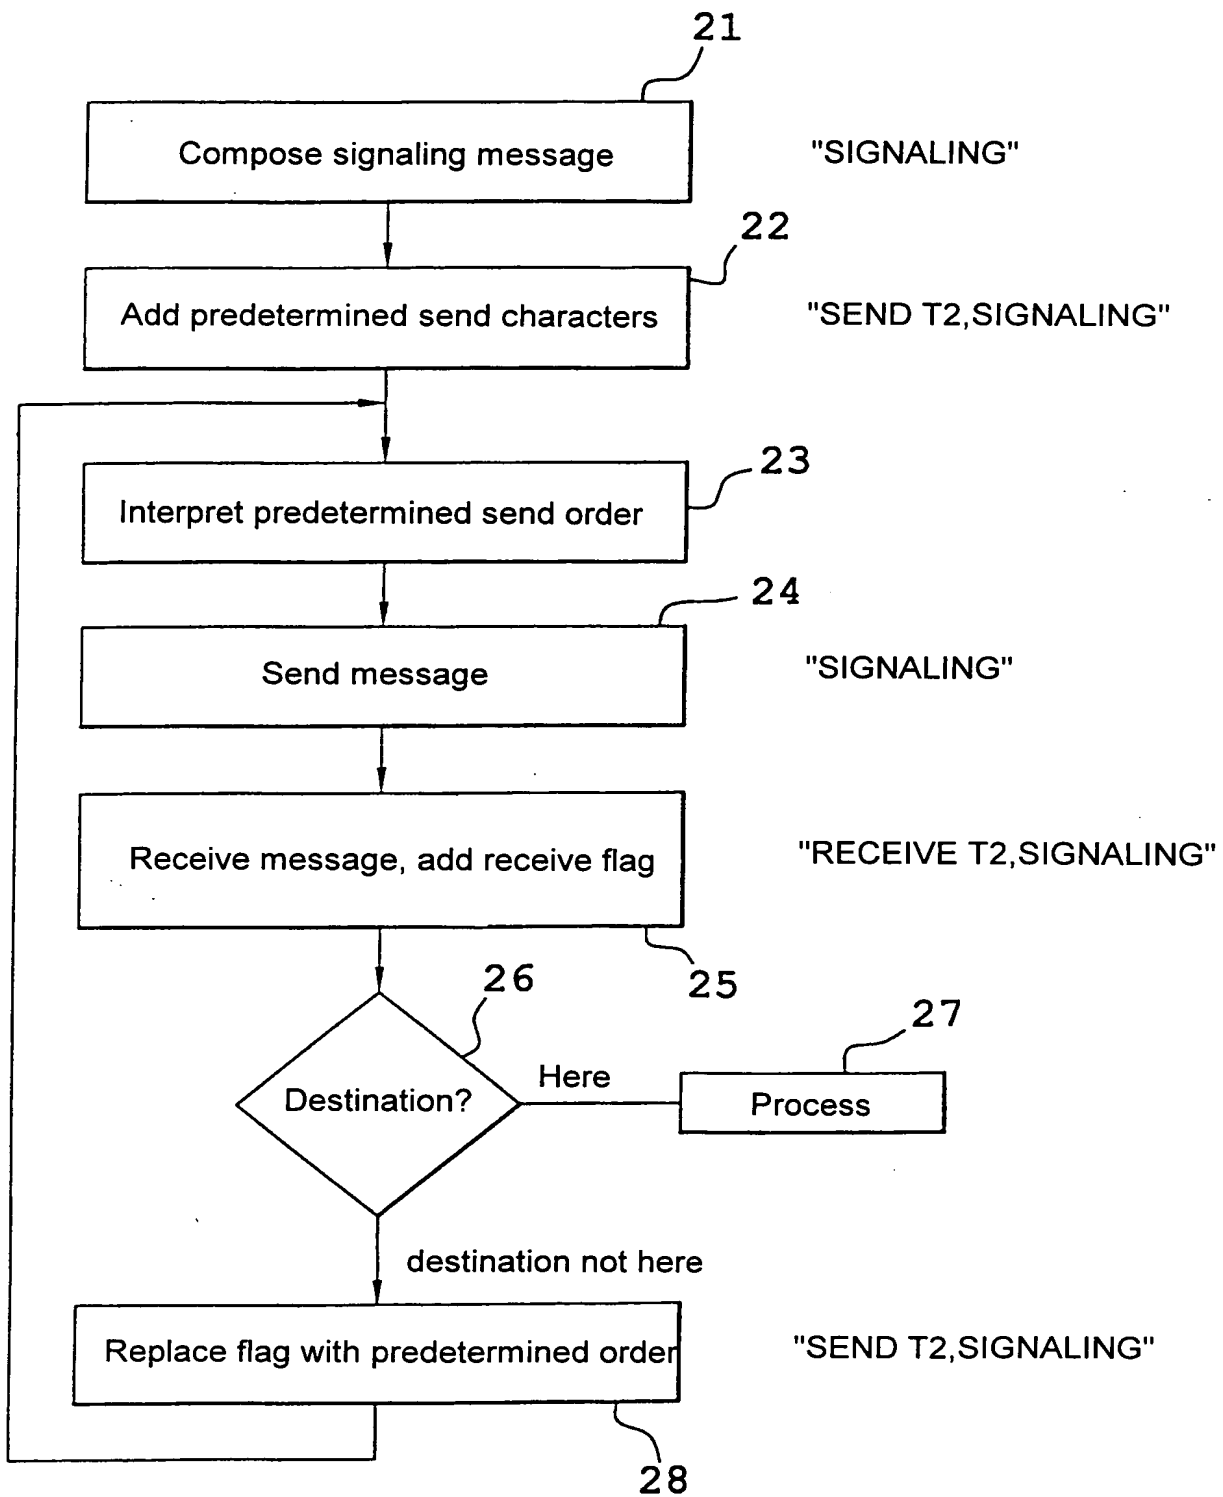 21
Compose signaling message
"SIGNALING"
22
Add predetermined send characters
"SEND T2,SIGNALING"
23
Interpret predetermined send order
24
Send message
"SIGNALING"
Receive message, add receive flag
"RECEIVE T2,SIGNALING"
25
26
27
Destination?
Here
Process
destination not here
Replace flag with predetermined order
"SEND T2,SIGNALING"
28